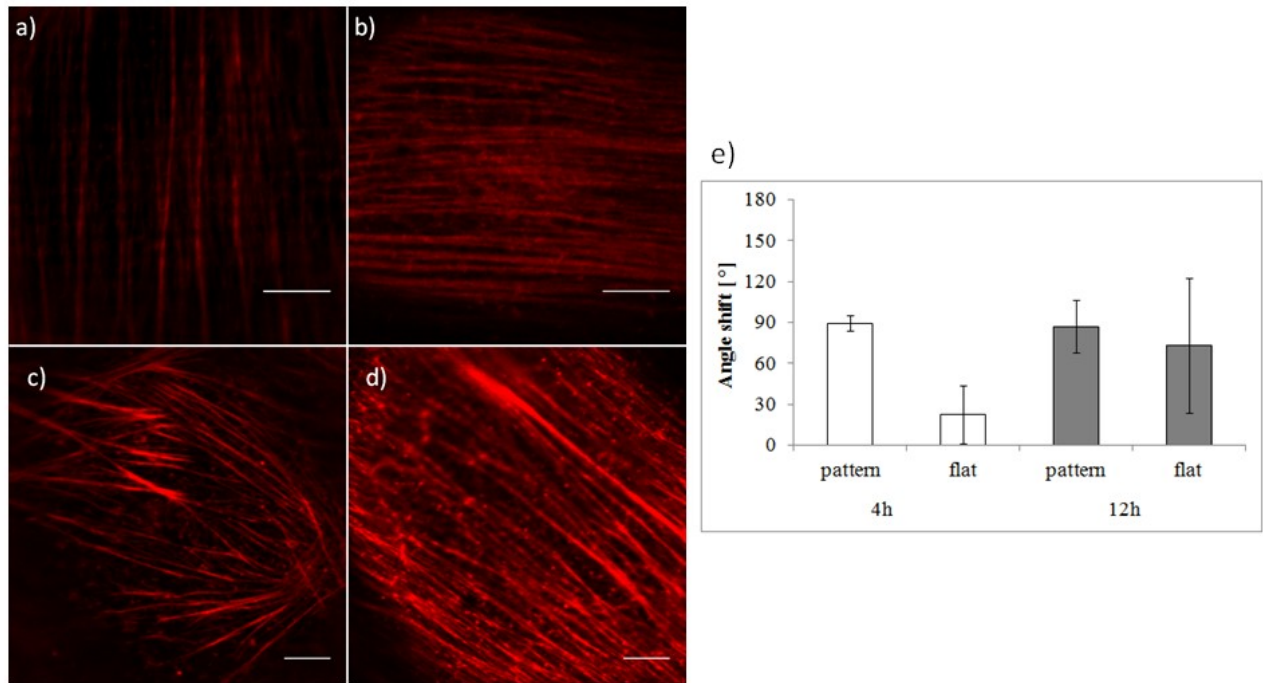 a)
b)
c)
d)
e)
180
150
120
90
60
30
0
Angle shift [°]
pattern flat pattern flat
4h 12h